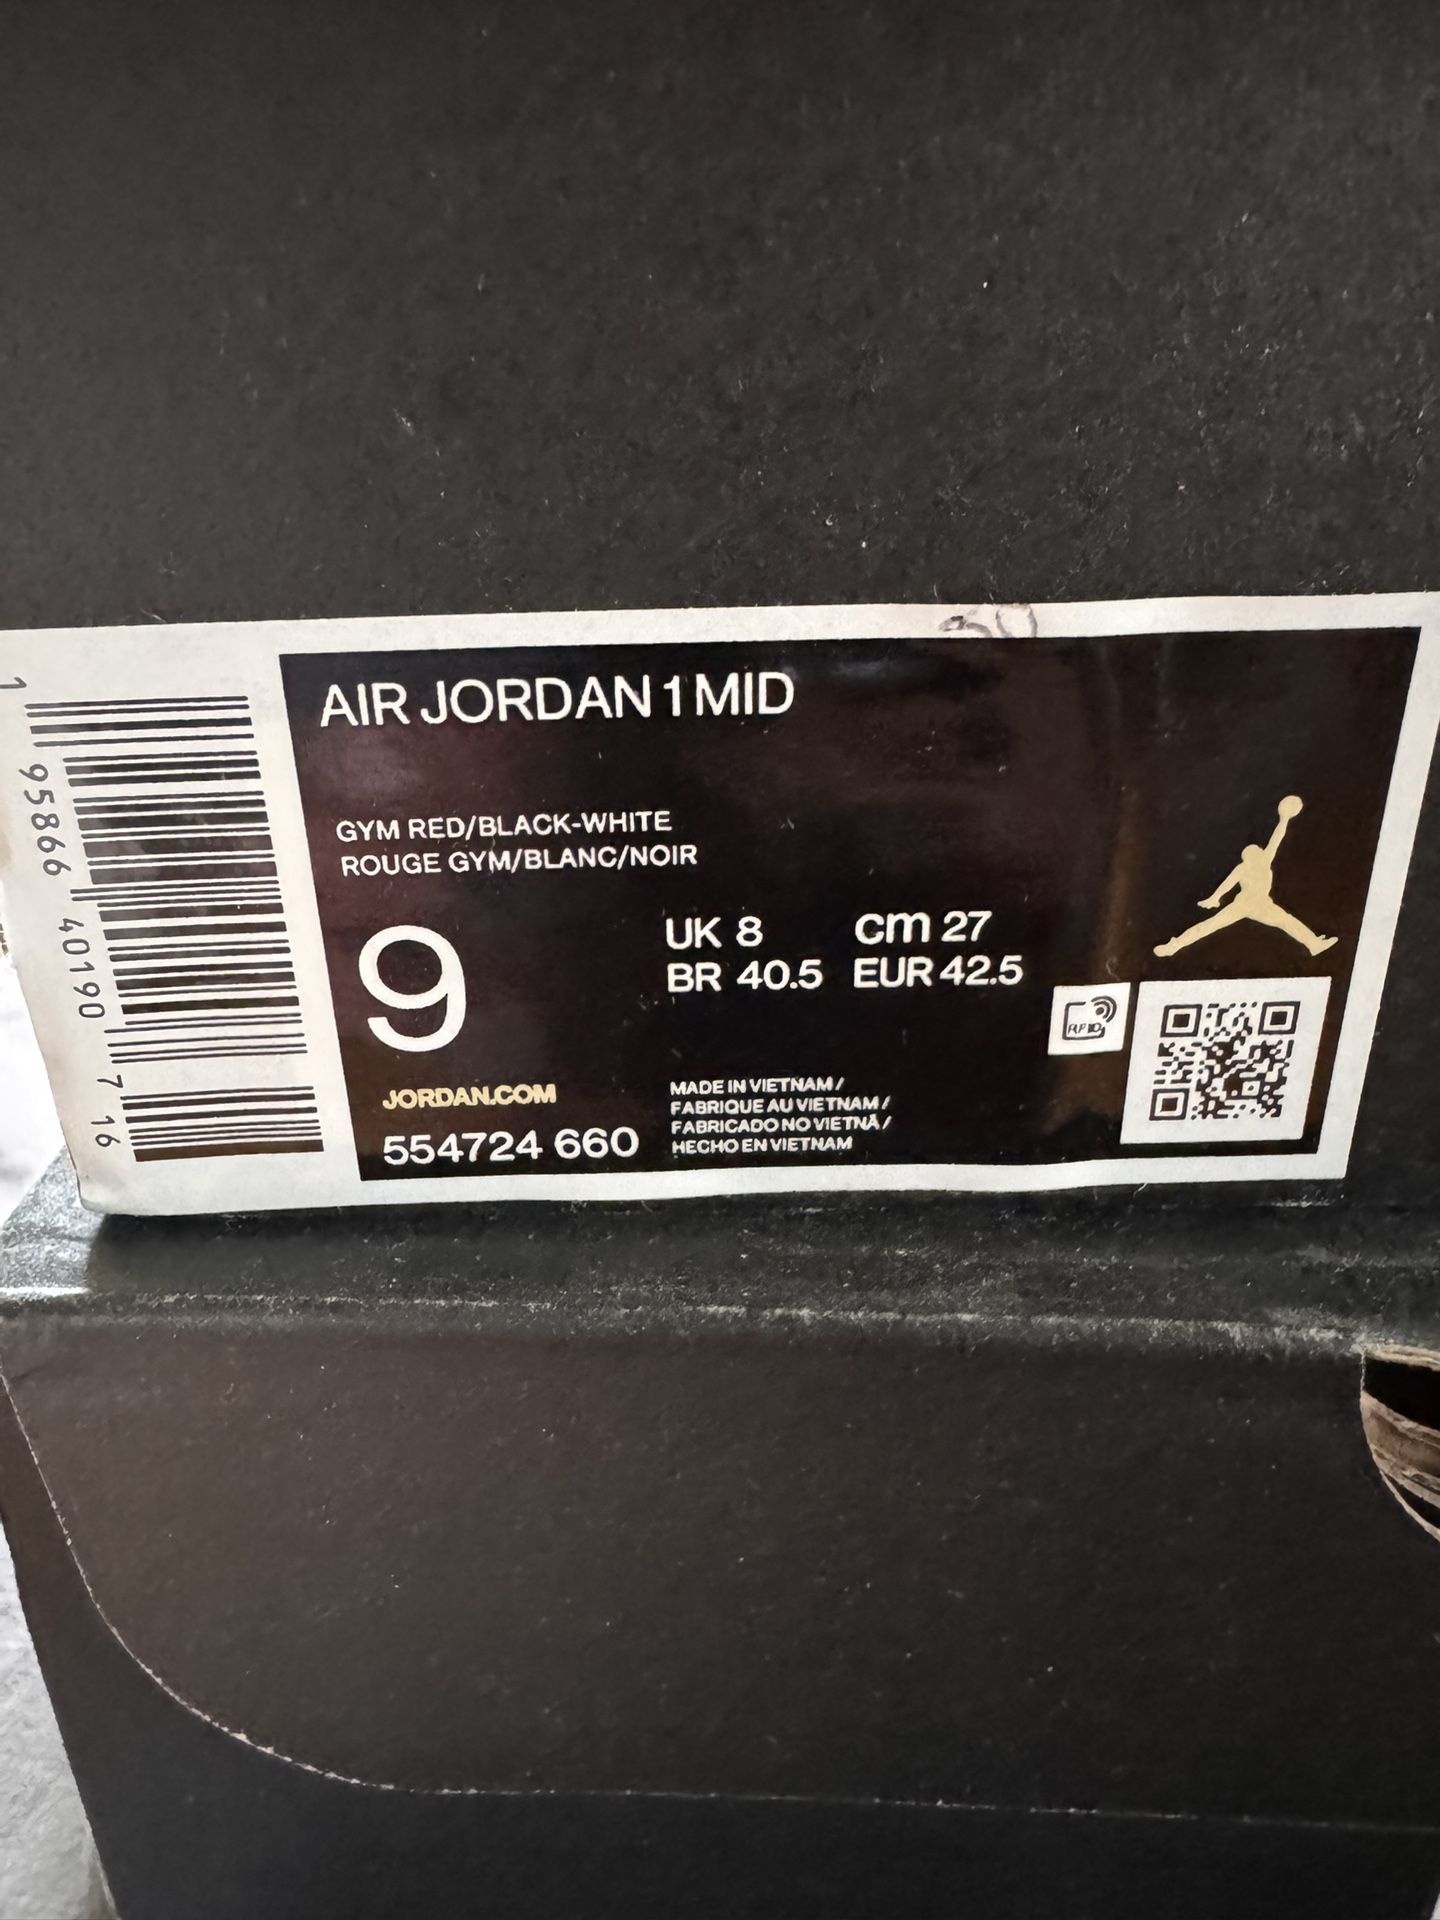 AIR JORDAN 1 MID
GYM RED/BLACK-WHITE
ROUGE GYM/BLANC/NOIR
9
UK 8 cm 27
BR 40.5 EUR 42.5
JORDAN.COM
554724 660
MADE IN VIETNAM /
FABRIQUE AU VIETNAM /
FABRICADO NO VIETNÃ /
HECHO EN VIETNAM
RFID
1 95866 40190 7 16